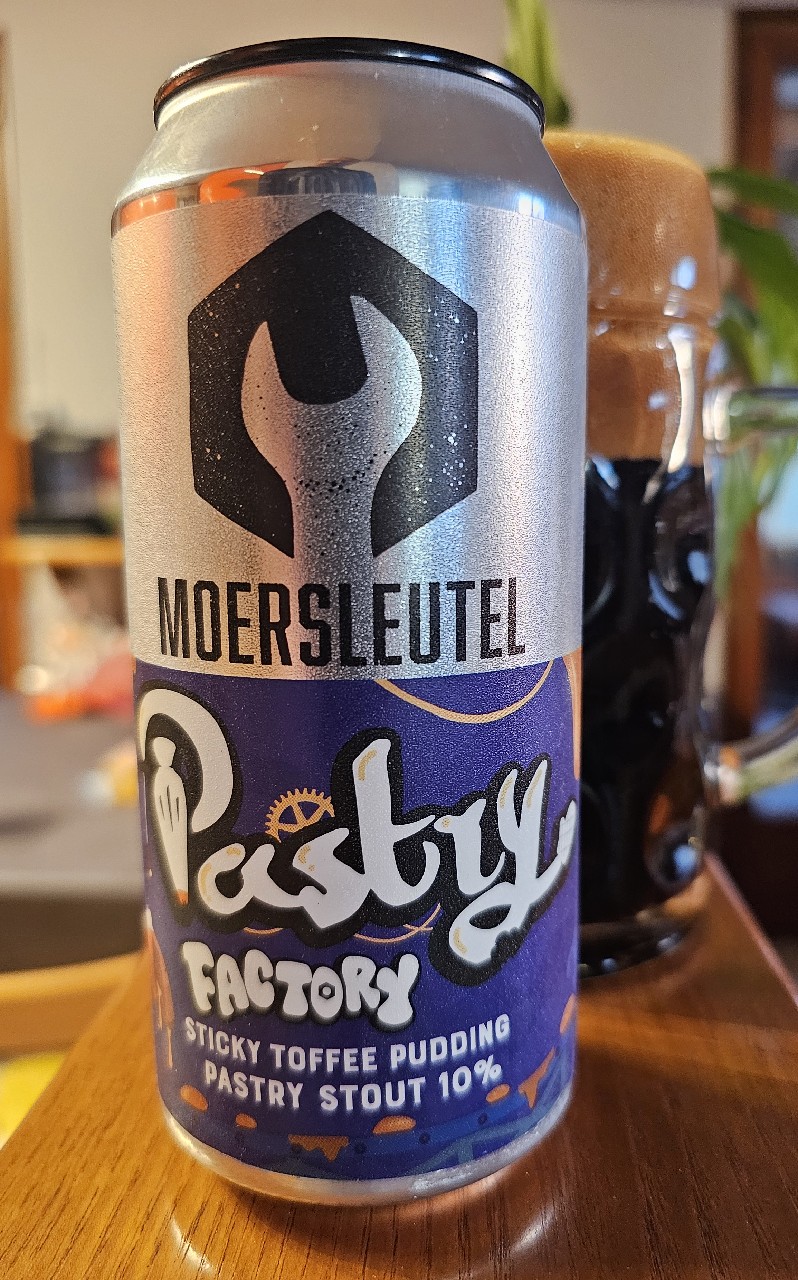 MOERSLEUTEL
Pastry
FACTORY
STICKY TOFFEE PUDDING
PASTRY STOUT 10%